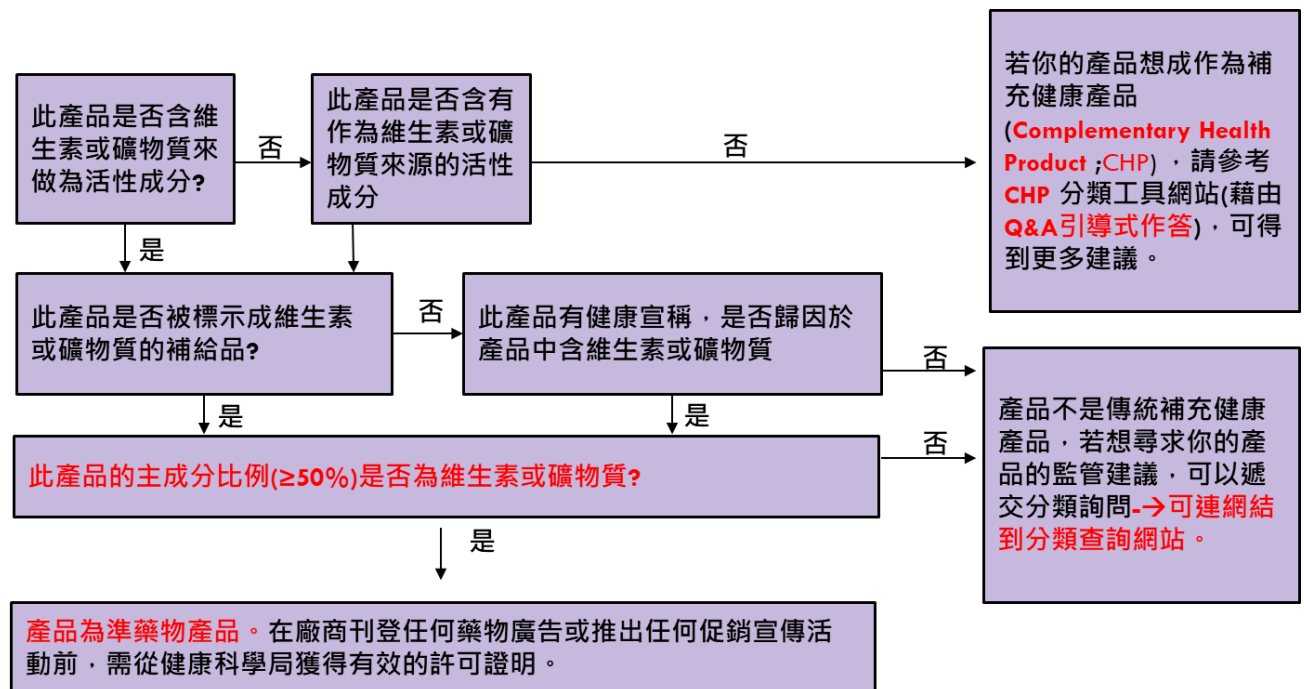 此產品是否含維
生素或礦物質來
做為活性成分?
否
此產品是否含有
作為維生素或礦
物質來源的活性
成分
否
若你的產品想成作為補
充健康產品
(Complementary Health
Product ;CHP) ,請參考
CHP 分類工具網站(藉由
Q&A引導式作答),可得
到更多建議。
是
此產品是否被標示成維生素
或礦物質的補給品?
否
此產品有健康宣稱,是否歸因於
產品中含維生素或礦物質
否
是
是
此產品的主成分比例(≥50%)是否為維生素或礦物質?
否
產品不是傳統補充健康
產品,若想尋求你的產
品的監管建議,可以遞
交分類詢問-→可連網結
到分類查詢網站。
是
產品為準藥物產品。在廠商刊登任何藥物廣告或推出任何促銷宣傳活
動前,需從健康科學局獲得有效的許可證明。